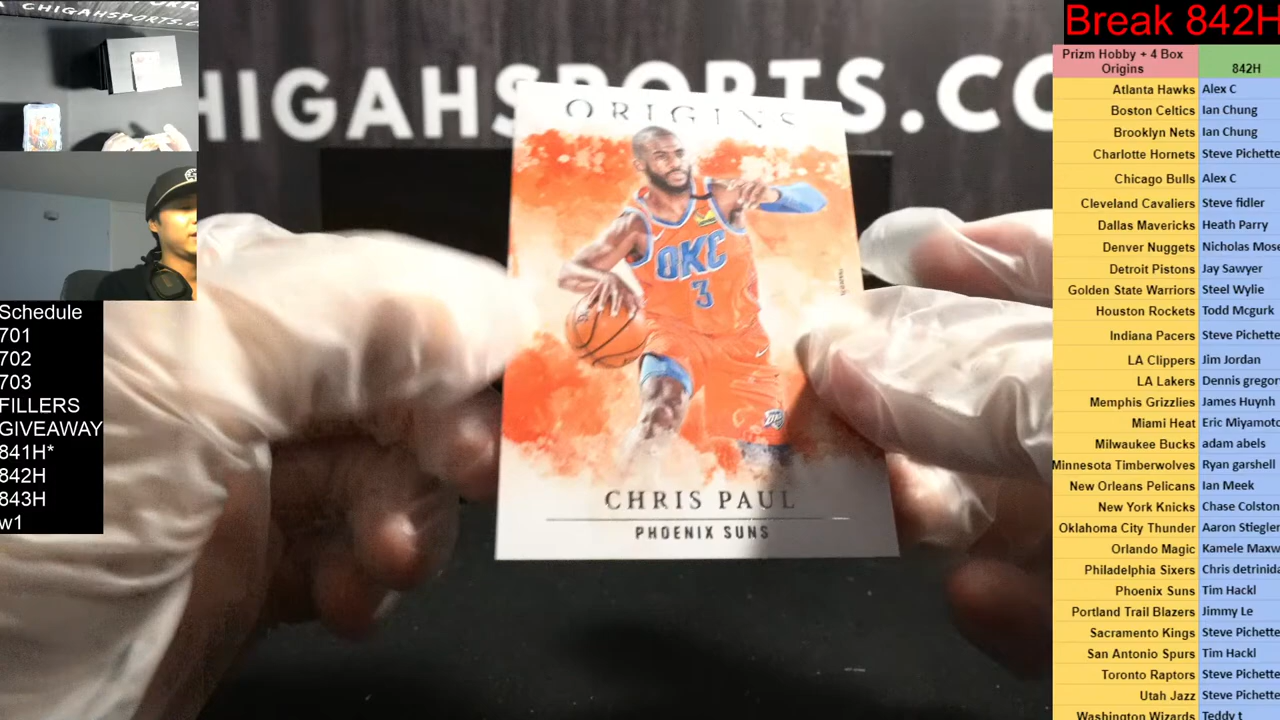 CHIGAHSPORTS.C
HIGAHSPORTS.CO
ORIGINS
OKC
3
CHRIS PAUL
PHOENIX SUNS
Schedule
701
702
703
FILLERS
GIVEAWAY
841H*
842H
843H
w1
Break 842H
Prizm Hobby + 4 Box
Origins 842H
Atlanta Hawks Alex C
Boston Celtics Ian Chung
Brooklyn Nets Ian Chung
Charlotte Hornets Steve Pichette
Chicago Bulls Alex C
Cleveland Cavaliers Steve fidler
Dallas Mavericks Heath Parry
Denver Nuggets Nicholas Mose
Detroit Pistons Jay Sawyer
Golden State Warriors Steel Wylie
Houston Rockets Todd Mcgurk
Indiana Pacers Steve Pichette
LA Clippers Jim Jordan
LA Lakers Dennis gregor
Memphis Grizzlies James Huynh
Miami Heat Eric Miyamoto
Milwaukee Bucks adam abels
Minnesota Timberwolves Ryan garshell
New Orleans Pelicans Ian Meek
New York Knicks Chase Colston
Oklahoma City Thunder Aaron Stiegler
Orlando Magic Kamele Maxw
Philadelphia Sixers Chris detrinida
Phoenix Suns Tim Hackl
Portland Trail Blazers Jimmy Le
Sacramento Kings Steve Pichette
San Antonio Spurs Tim Hackl
Toronto Raptors Steve Pichette
Utah Jazz Steve Pichette
Washington Wizards Teddy t